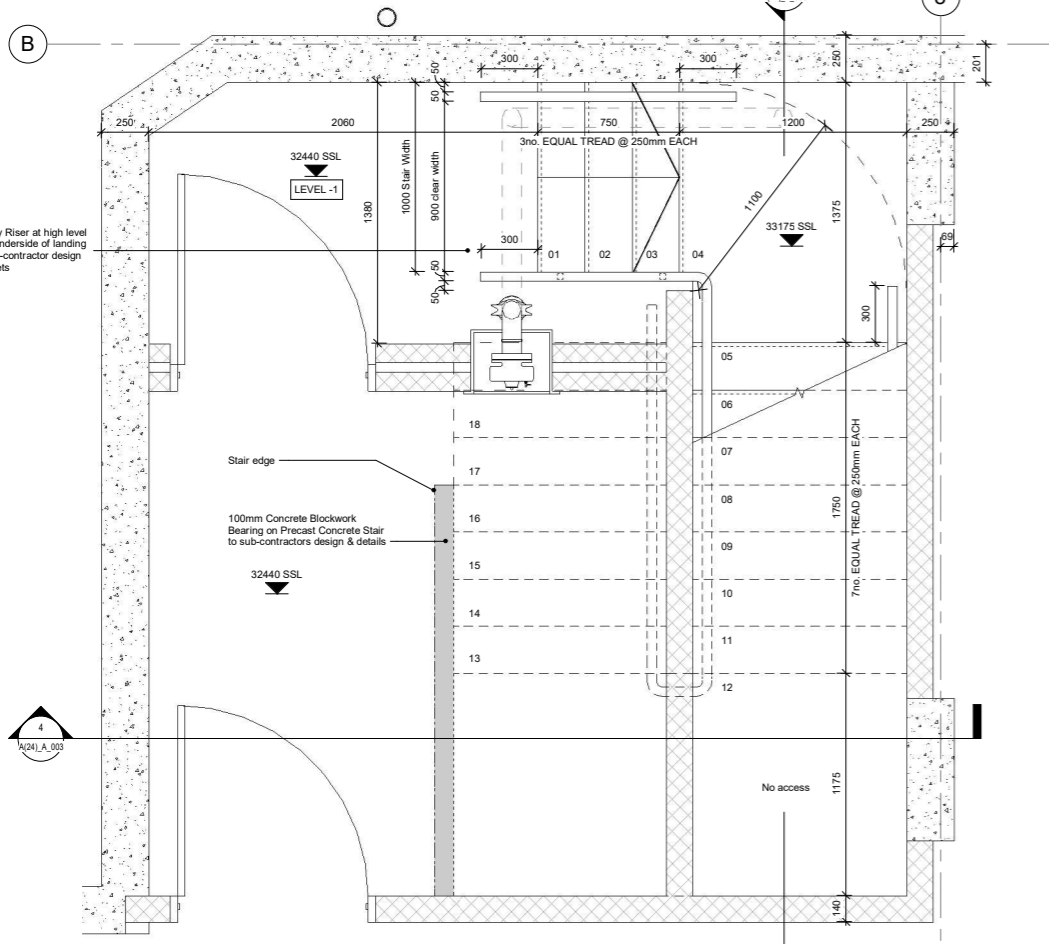 B
300
50
50
300
250
201
250
2060
750
1200
250
3no. EQUAL TREAD @ 250mm EACH
32440 SSL
LEVEL -1
1380
1000 Stair Width
900 clear width
1100
1375
33175 SSL
69
Riser at high level
landing
contractor design
300
01
02
03
04
50
50
300
05
06
18
07
17
08
Stair edge
16
09
100mm Concrete Blockwork
Bearing on Precast Concrete Stair
to sub-contractors design & details
15
10
32440 SSL
14
11
13
12
1750
7no. EQUAL TREAD @ 250mm EACH
4
A(24)_A_003
No access
1175
140